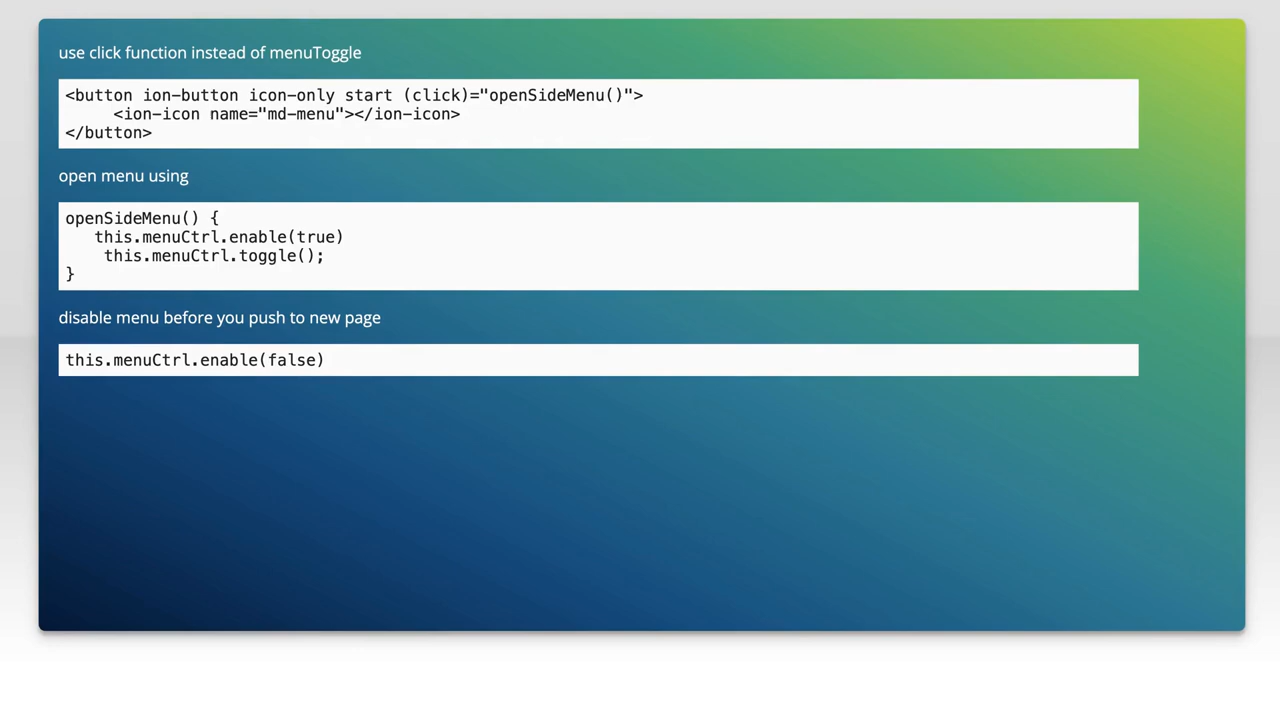 use click function instead of menuToggle
<button ion-button icon-only start (click)="openSideMenu()">
     <ion-icon name="md-menu"></ion-icon>
</button>
open menu using
openSideMenu() {
   this.menuCtrl.enable(true)
    this.menuCtrl.toggle();
}
disable menu before you push to new page
this.menuCtrl.enable(false)